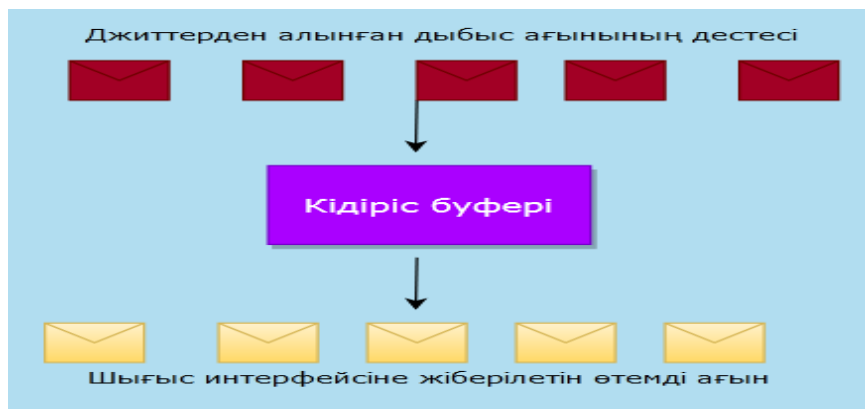 Джиттерден алынған дыбыс ағынының дестесі
Кідіріс буфері
Шығыс интерфейсіне жіберілетін өтемді ағын